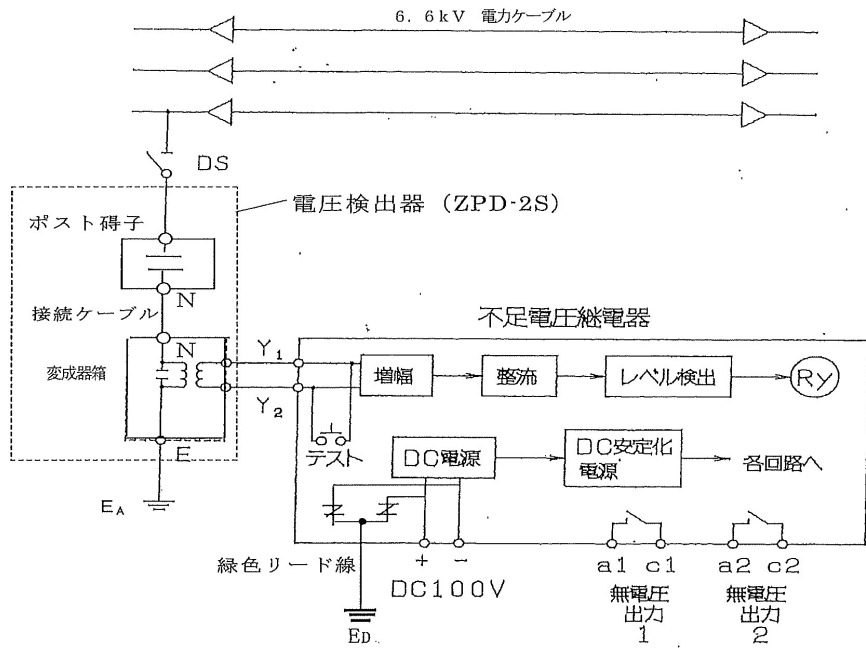 6.6kV 電力ケーブル
DS
電圧検出器 (ZPD-2S)
ポスト碍子
N
接続ケーブル
N
変成器箱
E
EA
不足電圧継電器
Y1
Y2
増幅
整流
レベル検出
Ry
テスト
DC電源
DC安定化
電源
各回路へ
緑色リード線
+ -
DC100V
ED
a1 c1
無電圧
出力
1
a2 c2
無電圧
出力
2